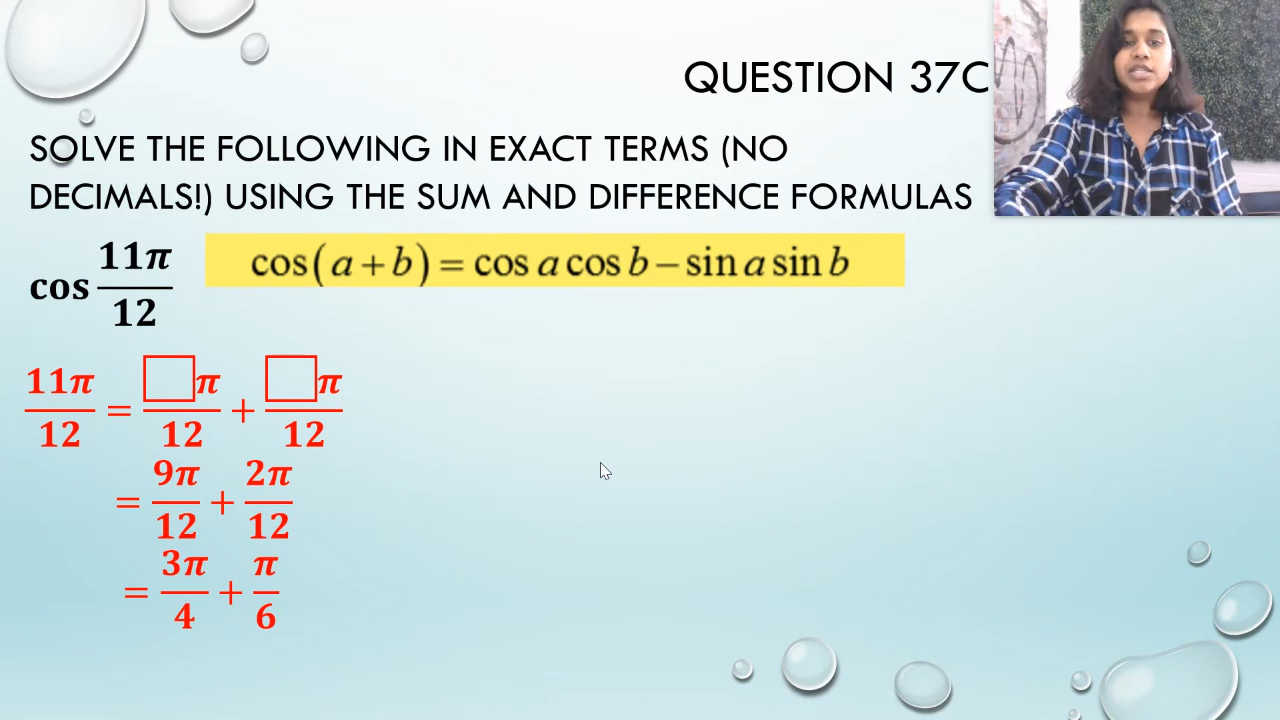 QUESTION 37C
SOLVE THE FOLLOWING IN EXACT TERMS (NO
DECIMALS!) USING THE SUM AND DIFFERENCE FORMULAS
cos 11π/12
cos(a+b) = cos a cos b − sin a sin b
11π/12 = □π/12 + □π/12
= 9π/12 + 2π/12
= 3π/4 + π/6